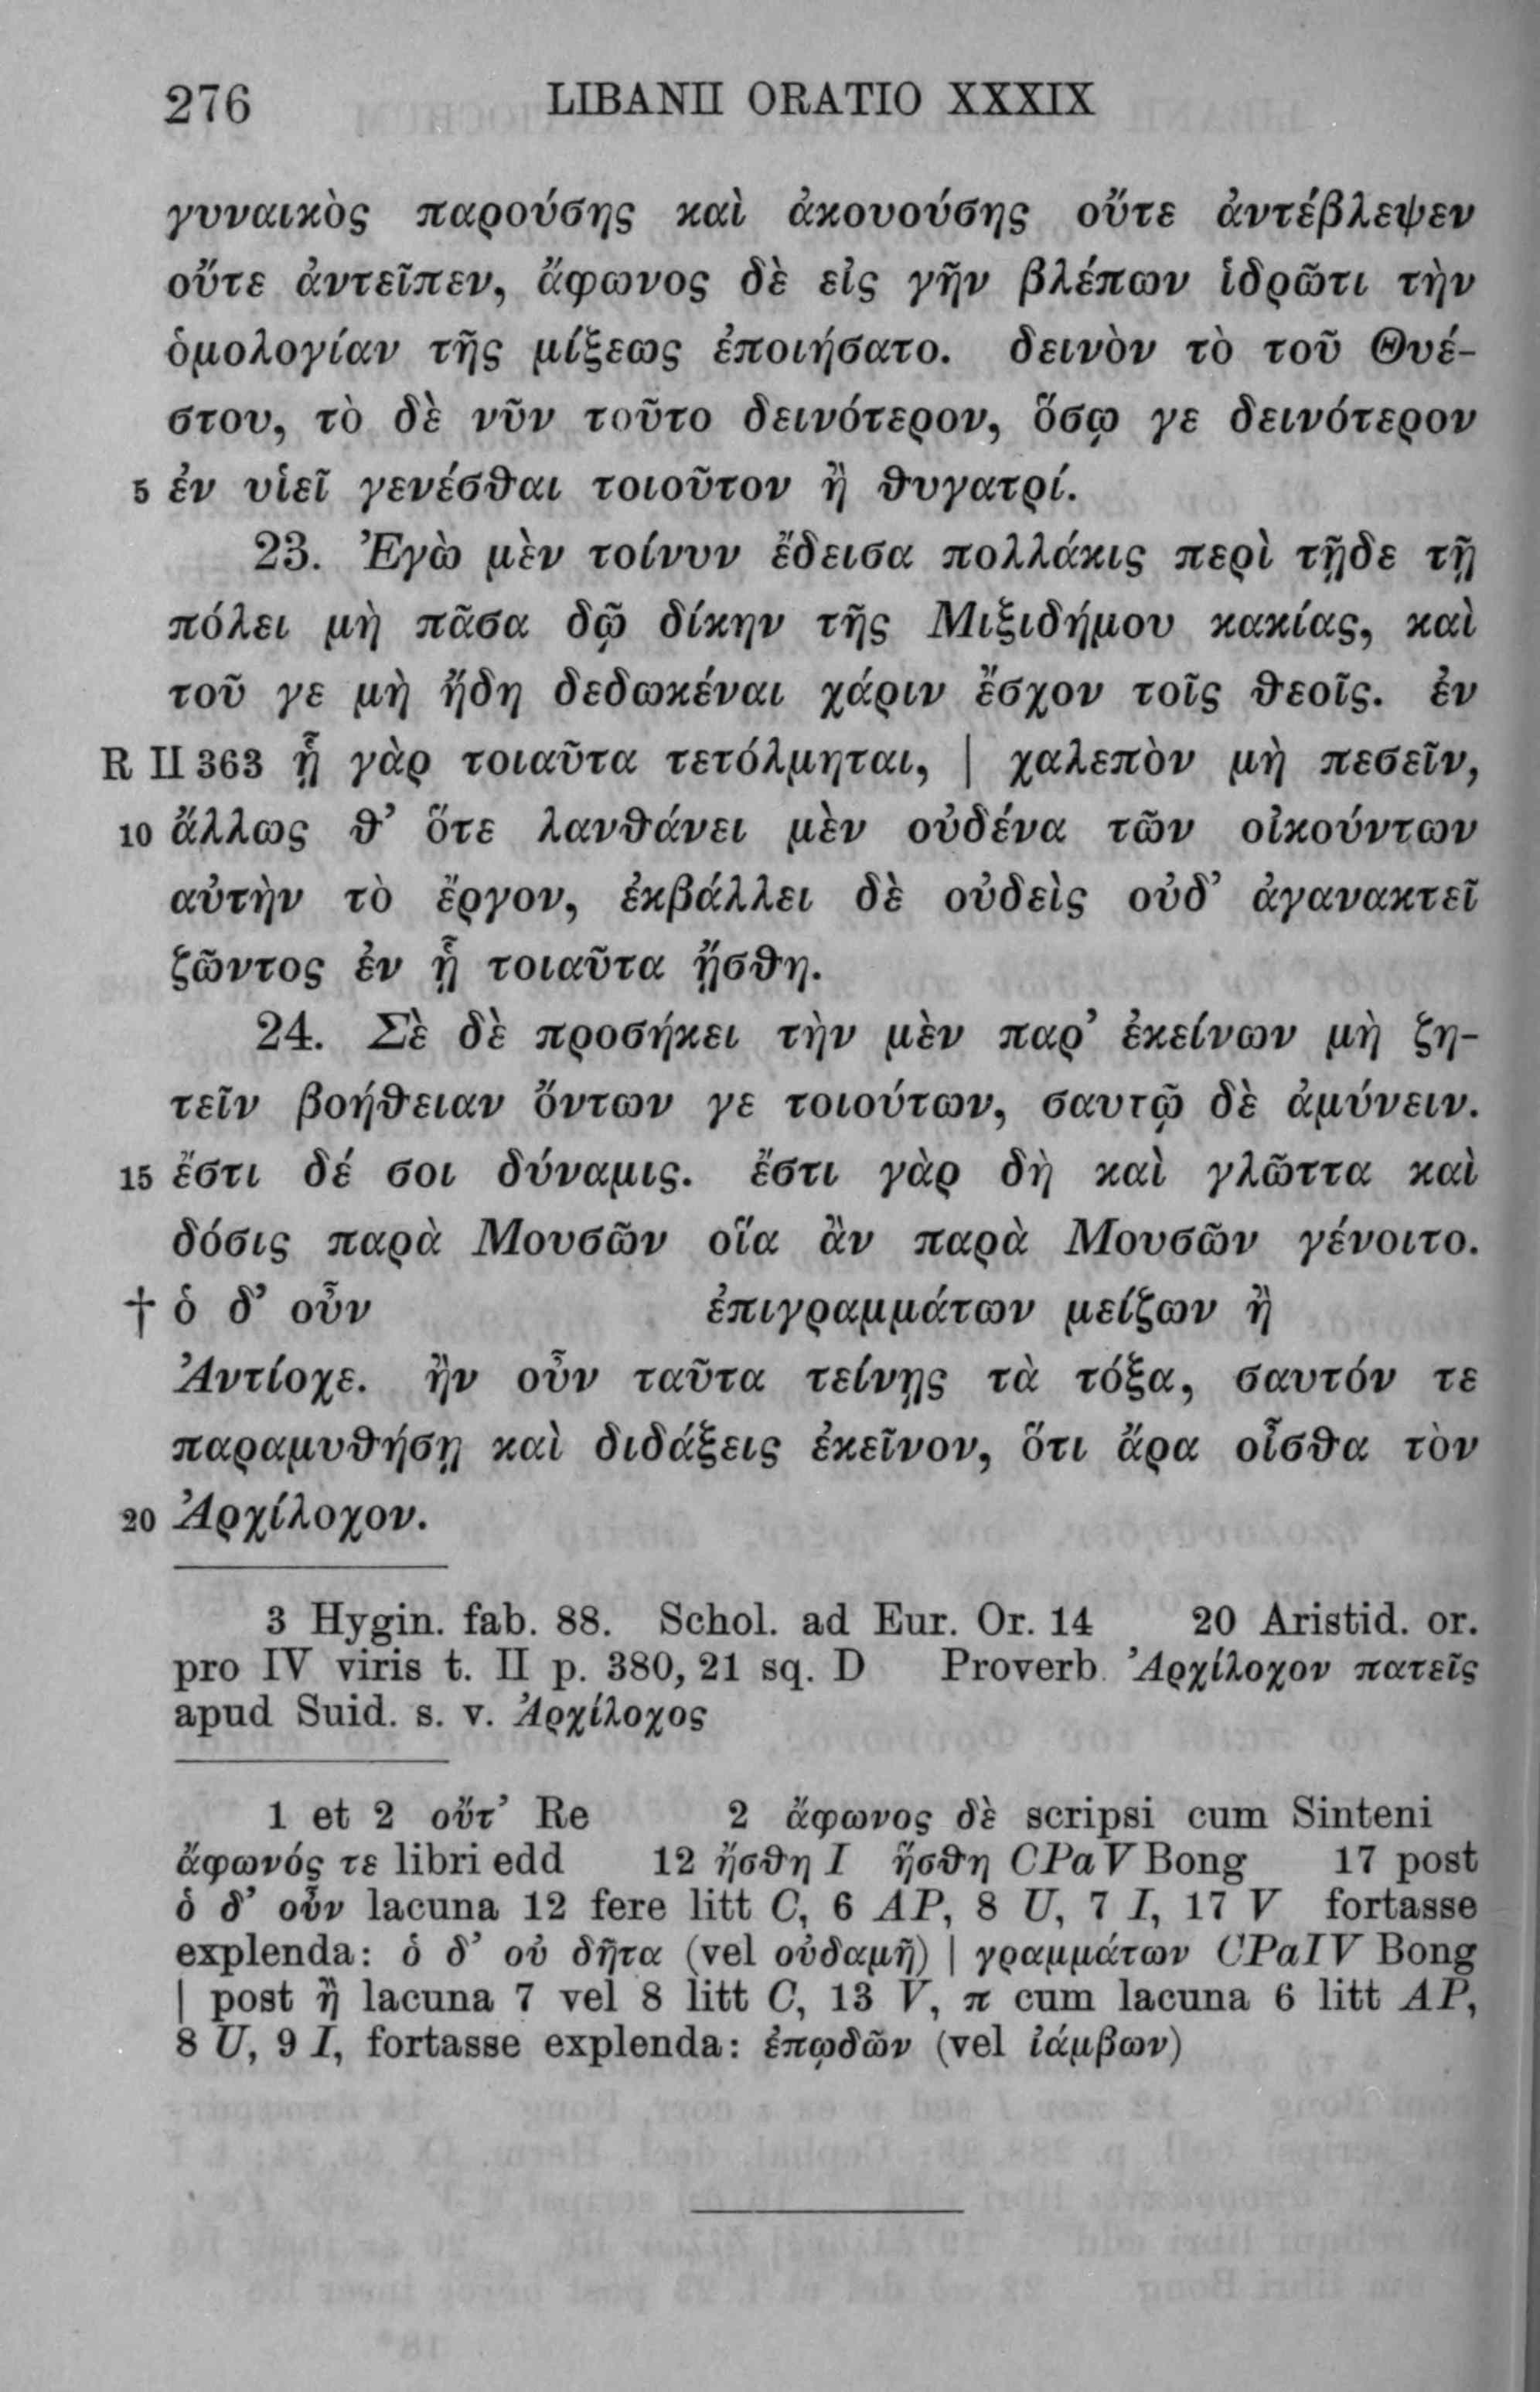 276 LIBANII ORATIO XXXIX
γυναικὸς παρούσης καὶ ἀκουούσης οὔτε ἀντέβλεψεν
οὔτε ἀντεῖπεν, ἄφωνος δὲ εἰς γῆν βλέπων ἱδρῶτι τὴν
ὁμολογίαν τῆς μίξεως ἐποιήσατο. δεινὸν τὸ τοῦ Θυέ-
στου, τὸ δὲ νῦν τοῦτο δεινότερον, ὅσῳ γε δεινότερον
5 ἐν υἱεῖ γενέσθαι τοιοῦτον ἢ θυγατρί.
23. Ἐγὼ μὲν τοίνυν ἔδεισα πολλάκις περὶ τῇδε τῇ
πόλει μὴ πᾶσα δῷ δίκην τῆς Μιξιδήμου κακίας, καὶ
τοῦ γε μὴ ἤδη δεδωκέναι χάριν ἔσχον τοῖς θεοῖς. ἐν
R II 363 ᾗ γὰρ τοιαῦτα τετόλμηται, | χαλεπὸν μὴ πεσεῖν,
10 ἄλλως θ’ ὅτε λανθάνει μὲν οὐδένα τῶν οἰκούντων
αὐτὴν τὸ ἔργον, ἐκβάλλει δὲ οὐδεὶς οὐδ’ ἀγανακτεῖ
ζῶντος ἐν ᾗ τοιαῦτα ᾔσθη.
24. Σὲ δὲ προσήκει τὴν μὲν παρ’ ἐκείνων μὴ ζη-
τεῖν βοήθειαν ὄντων γε τοιούτων, σαυτῷ δὲ ἀμύνειν.
15 ἔστι δέ σοι δύναμις. ἔστι γὰρ δὴ καὶ γλῶττα καὶ
δόσις παρὰ Μουσῶν οἵα ἂν παρὰ Μουσῶν γένοιτο.
† ὁ δ’ οὖν ἐπιγραμμάτων μείζων ἢ
Ἀντίοχε. ἢν οὖν ταῦτα τείνῃς τὰ τόξα, σαυτόν τε
παραμυθήσῃ καὶ διδάξεις ἐκεῖνον, ὅτι ἄρα οἶσθα τὸν
20 Ἀρχίλοχον.
3 Hygin. fab. 88. Schol. ad Eur. Or. 14 20 Aristid. or.
pro IV viris t. II p. 380, 21 sq. D Proverb. Ἀρχίλοχον πατεῖς
apud Suid. s. v. Ἀρχίλοχος
1 et 2 οὔτ’ Re 2 ἄφωνος δὲ scripsi cum Sinteni
ἄφωνός τε libri edd 12 ἤσθη I ᾕσθη CPaV Bong 17 post
ὁ δ’ οὖν lacuna 12 fere litt C, 6 AP, 8 U, 7 I, 17 V fortasse
explenda: ὁ δ’ οὐ δῆτα (vel οὐδαμῆ) | γραμμάτων CPaIV Bong
| post ἢ lacuna 7 vel 8 litt C, 13 V, π cum lacuna 6 litt AP,
8 U, 9 I, fortasse explenda: ἐπῳδῶν (vel ἰάμβων)